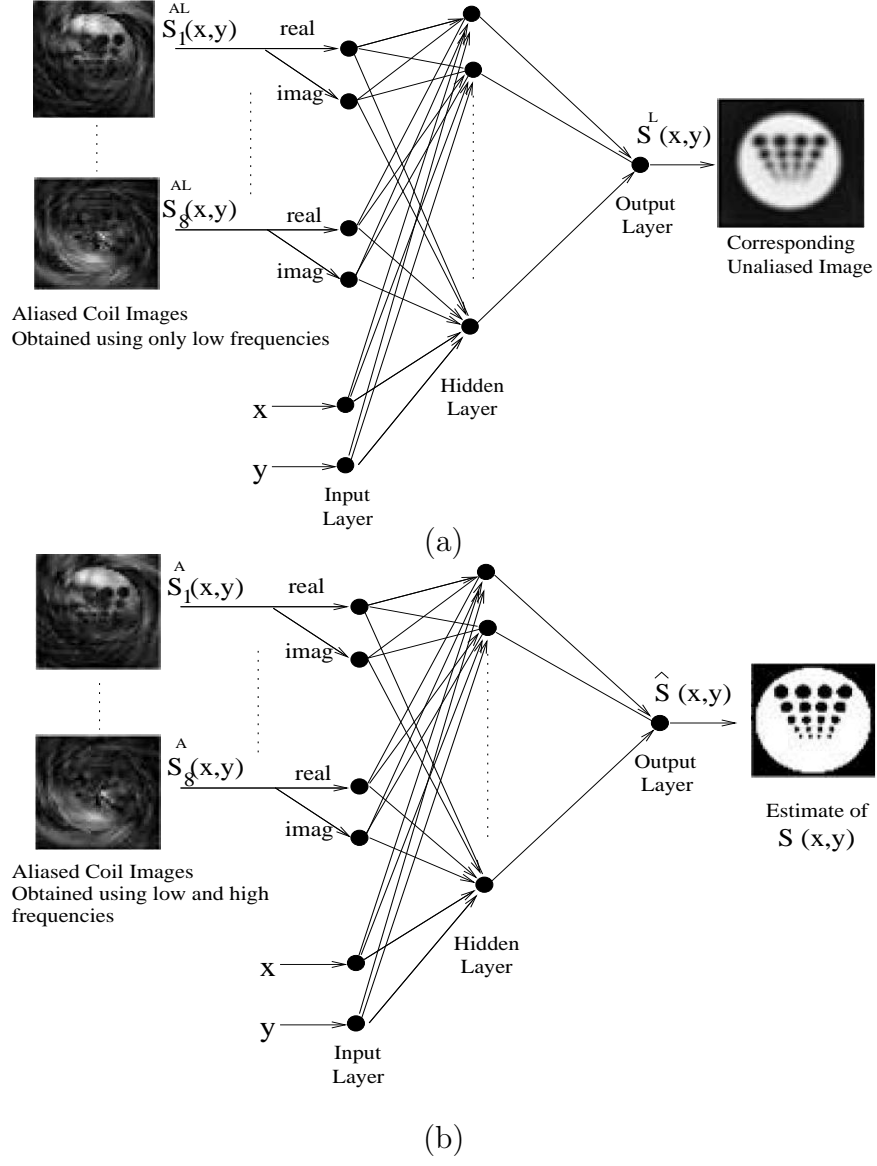 AL
S1(x,y)
real
imag
AL
S8(x,y)
real
imag
Aliased Coil Images
Obtained using only low frequencies
x
y
Input
Layer
Hidden
Layer
L
S (x,y)
Output
Layer
Corresponding
Unaliased Image
(a)
A
S1(x,y)
real
imag
A
S8(x,y)
real
imag
Aliased Coil Images
Obtained using low and high
frequencies
x
y
Input
Layer
Hidden
Layer
^
S (x,y)
Output
Layer
Estimate of
S (x,y)
(b)